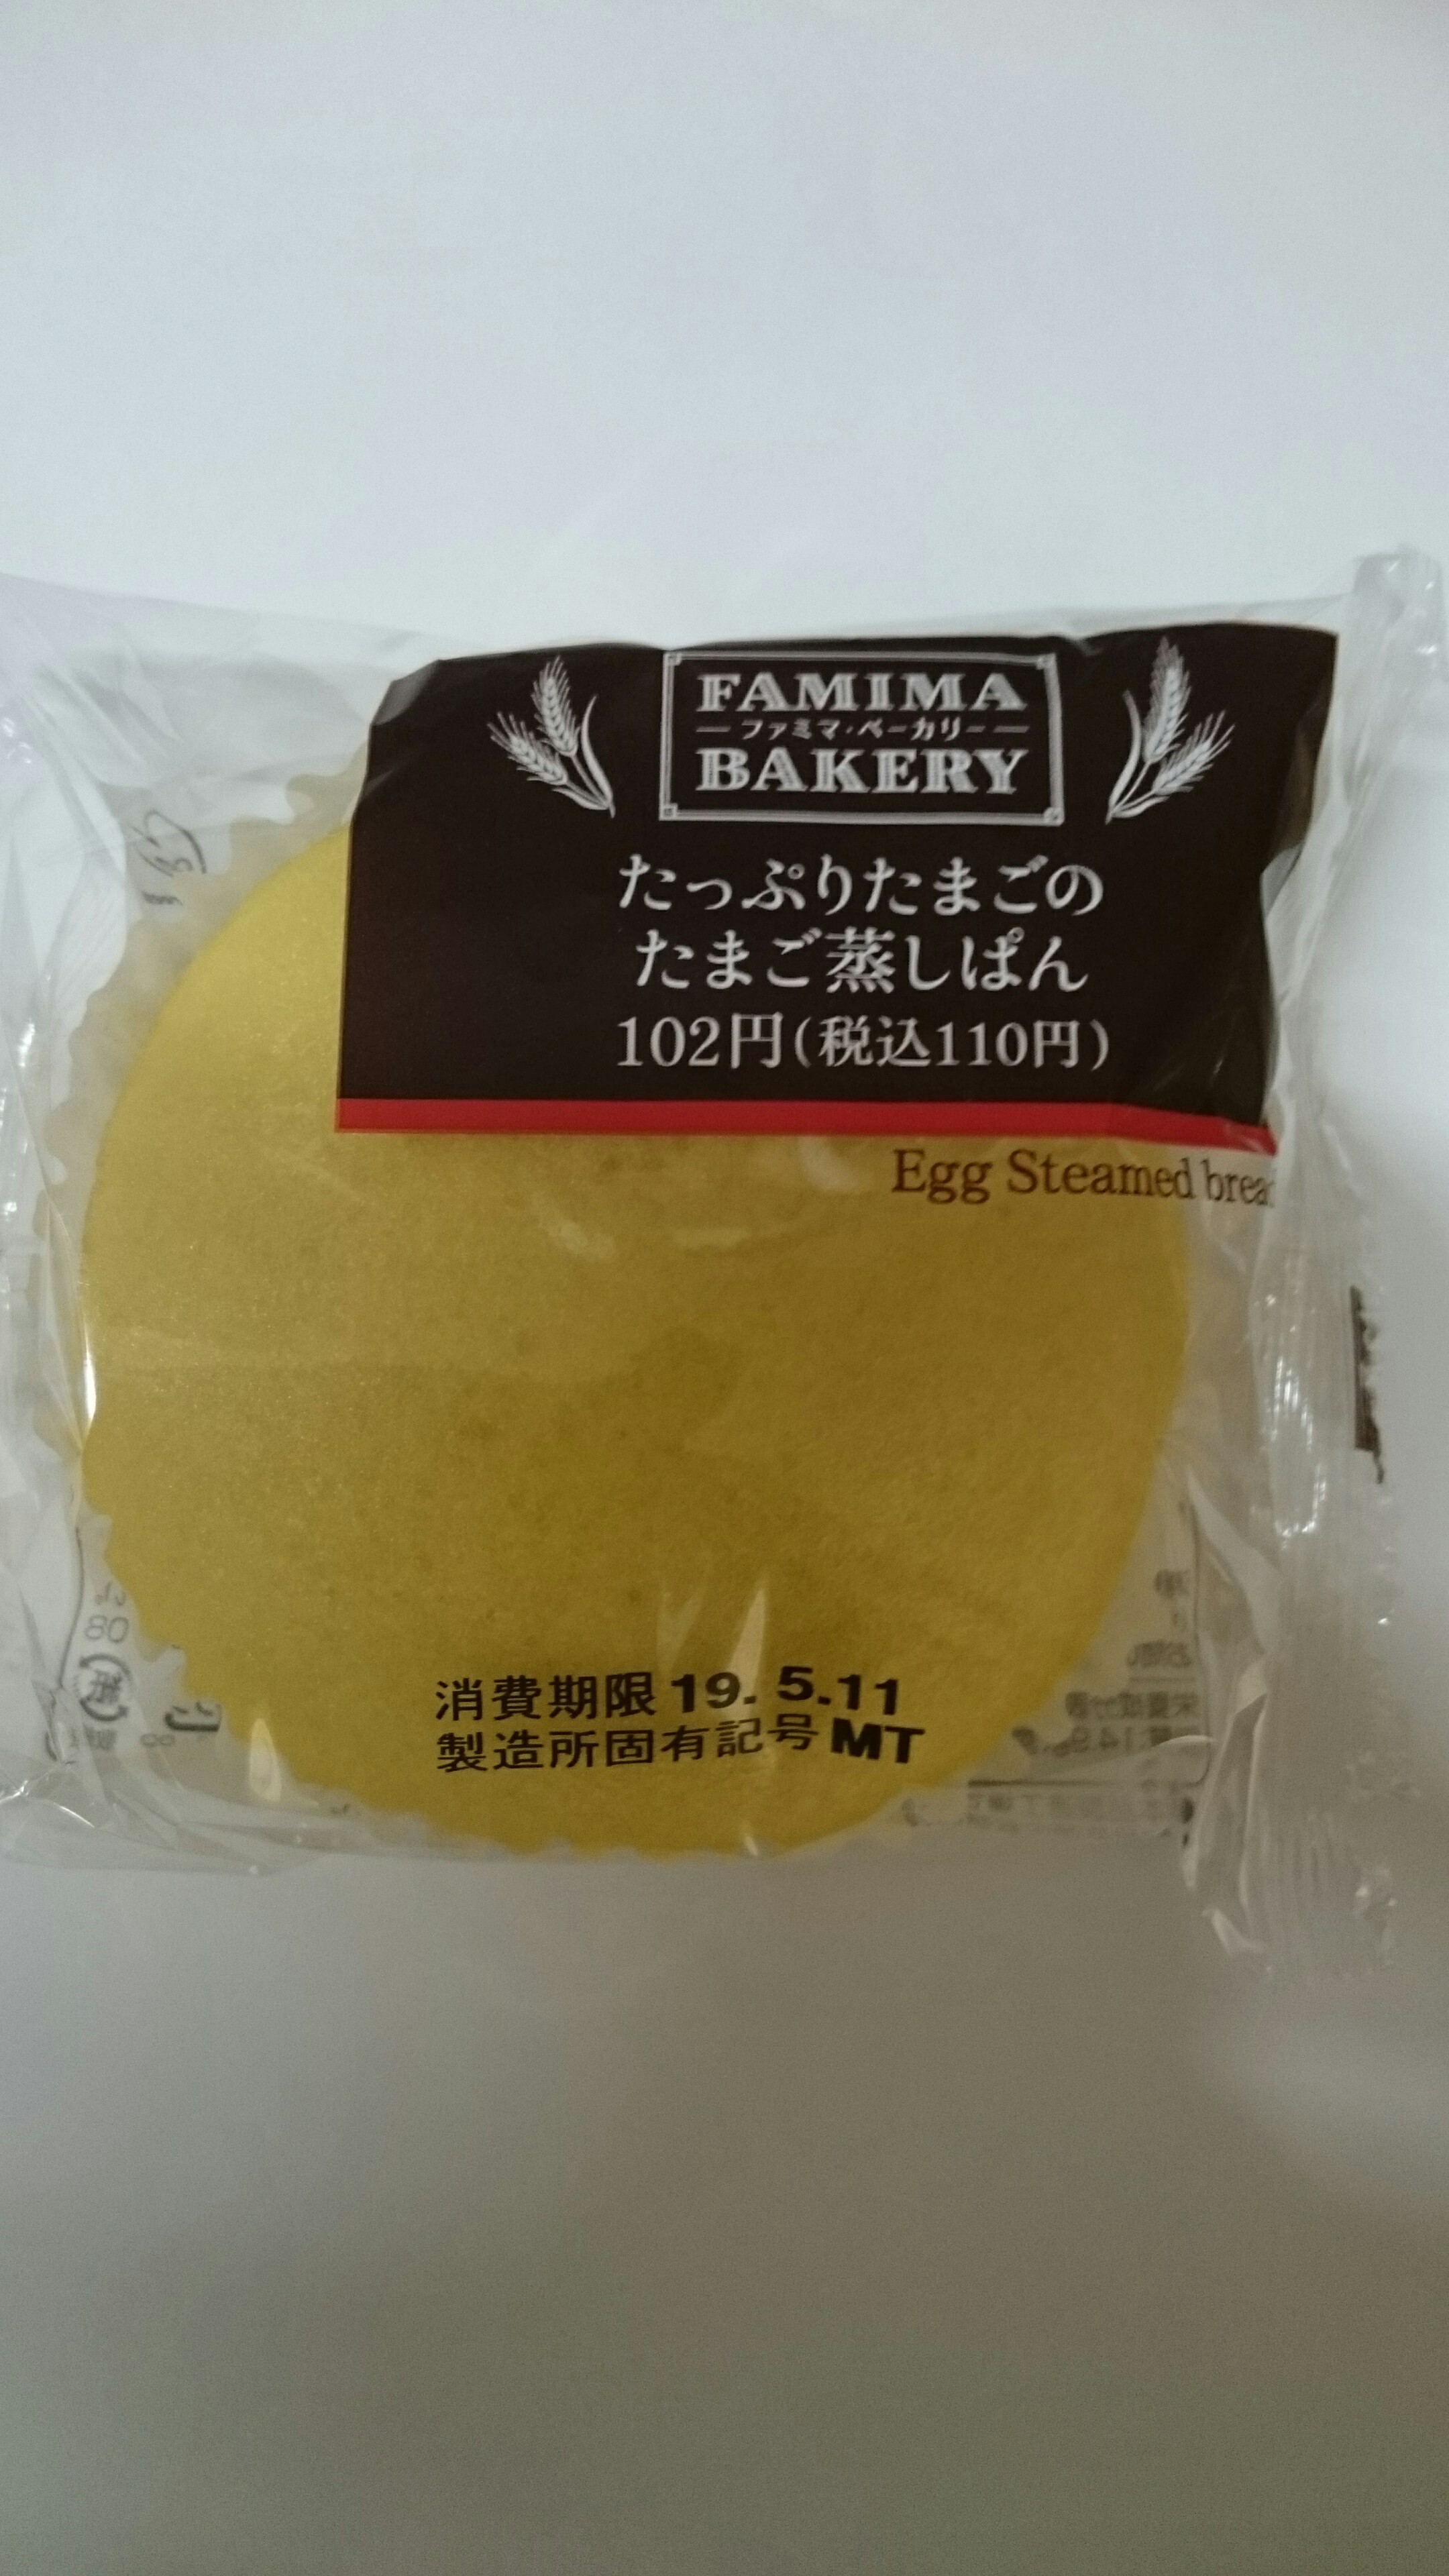 FAMIMA
ファミマ・ベーカリー
BAKERY
たっぷりたまごの
たまご蒸しぱん
102円(税込110円)
Egg Steamed
消費期限 19. 5.11
製造所固有記号 MT